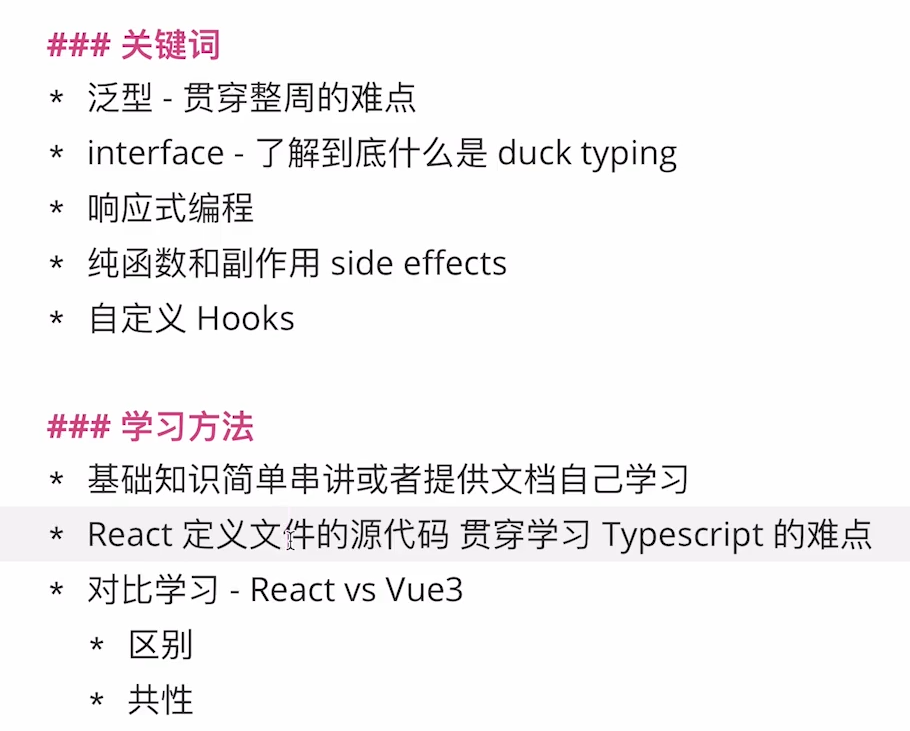 ### 关键词
* 泛型 - 贯穿整周的难点
* interface - 了解到底什么是 duck typing
* 响应式编程
* 纯函数和副作用 side effects
* 自定义 Hooks
### 学习方法
* 基础知识简单串讲或者提供文档自己学习
* React 定义文件的源代码 贯穿学习 Typescript 的难点
* 对比学习 - React vs Vue3
* 区别
* 共性